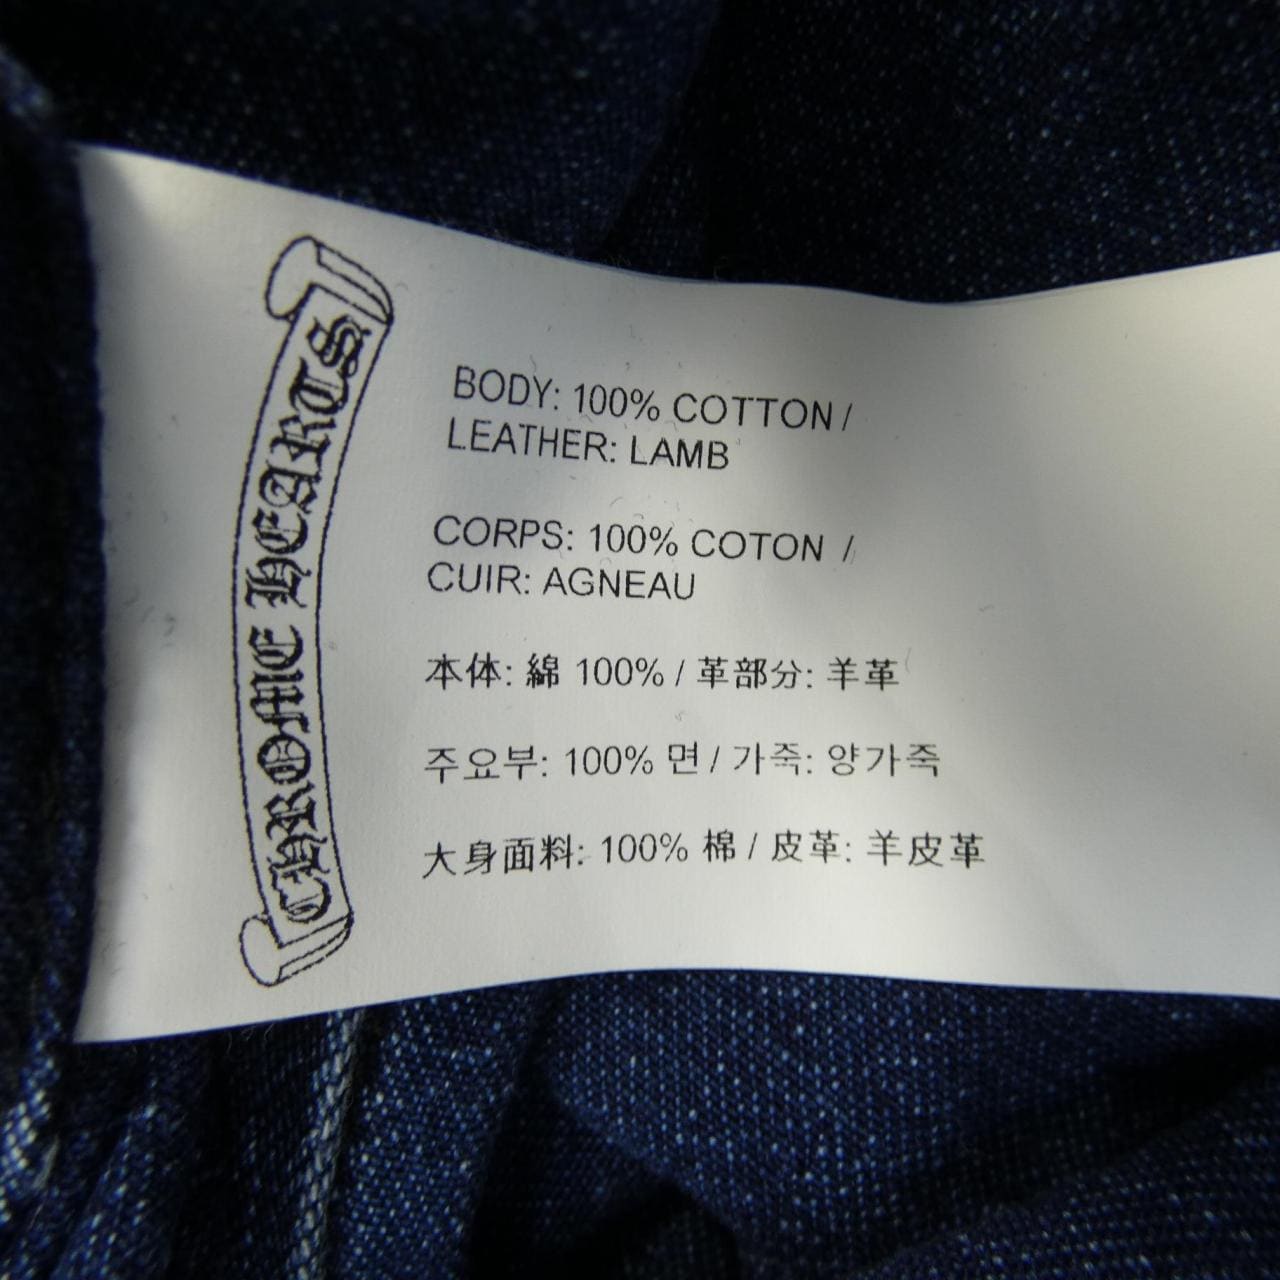 CHROME HEARTS
BODY: 100% COTTON /
LEATHER: LAMB
CORPS: 100% COTON /
CUIR: AGNEAU
本体: 綿 100% / 革部分: 羊革
주요부: 100% 면 / 가죽: 양가죽
大身面料: 100% 棉 / 皮革: 羊皮革